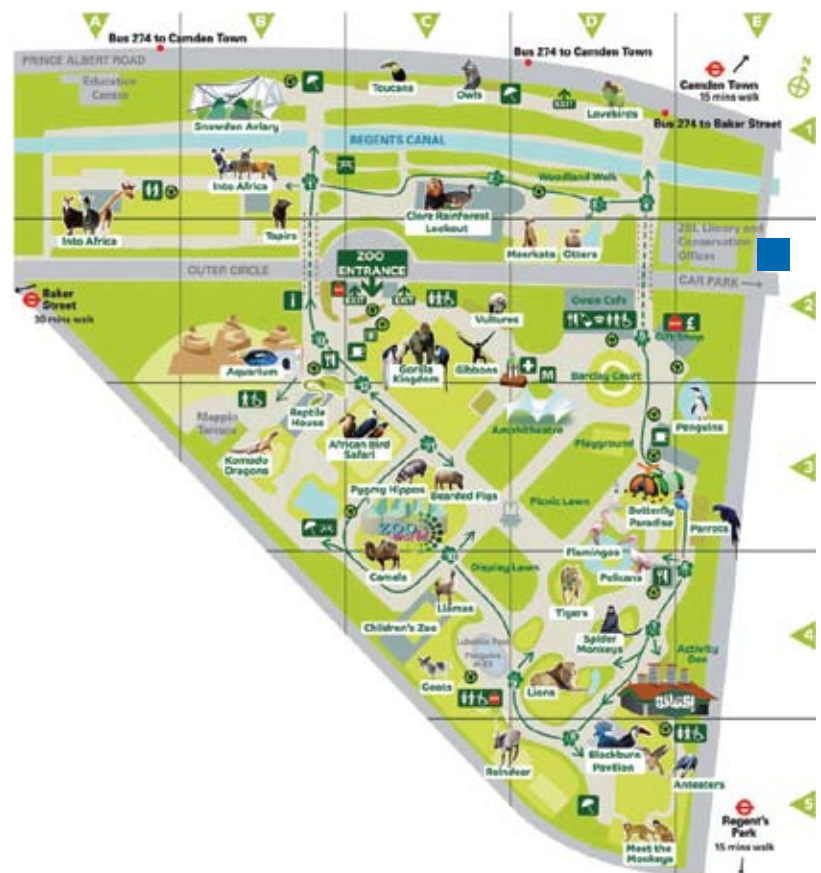 A
B
C
D
E
Bus 274 to Camden Town
Bus 274 to Camden Town
PRINCE ALBERT ROAD
Education
Centre
Toucans
Owls
Camden Town
15 mins walk
N
EXIT
Lovebirds
Snowdon Aviary
Bus 274 to Baker Street
1
REGENTS CANAL
Into Africa
Woodland Walk
Into Africa
Tapirs
Clore Rainforest
Lookout
Meerkats
Otters
ZSL Library and
Conservation
Offices
ZOO
ENTRANCE
OUTER CIRCLE
CAR PARK
Baker
Street
30 mins walk
i
EXIT
EXIT
Vultures
Oasis Cafe
£
Gift Shop
2
Aquarium
Gorilla
Kingdom
Gibbons
M
Barclay Court
Mappin
Terrace
Reptile
House
African Bird
Safari
Amphitheatre
Penguins
Playground
Komodo
Dragons
3
Pygmy Hippos
Bearded Pigs
Picnic Lawn
Butterfly
Paradise
Parrots
Flamingos
Camels
Display Lawn
Pelicans
Llamas
Tigers
Children's Zoo
Spider
Monkeys
Activity
4
Goats
Lions
Reindeer
Blackburn
Pavilion
Anteaters
5
Regent's
Park
15 mins walk
Meet the
Monkeys